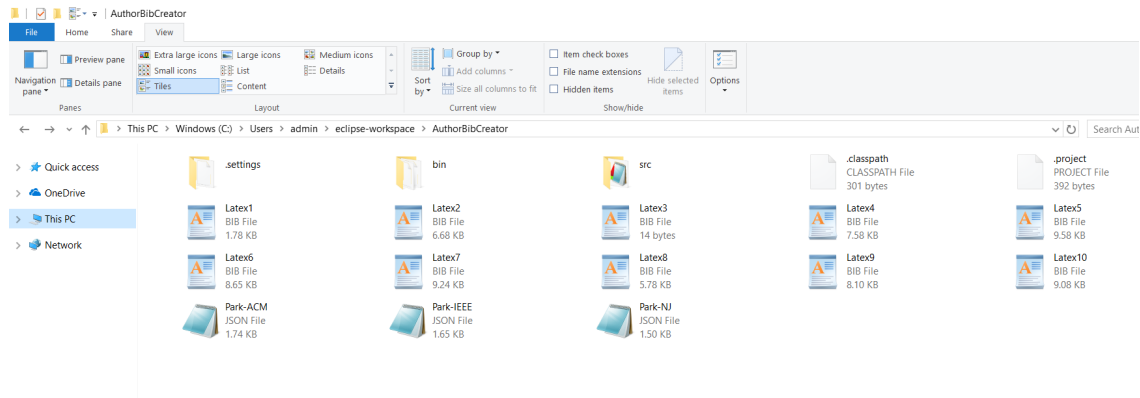 AuthorBibCreator
File Home Share View
Navigation pane
Preview pane
Details pane
Panes
Extra large icons Large icons Medium icons
Small icons List Details
Tiles Content
Layout
Sort by
Group by
Add columns
Size all columns to fit
Current view
Item check boxes
File name extensions
Hidden items
Hide selected items
Show/hide
Options
This PC > Windows (C:) > Users > admin > eclipse-workspace > AuthorBibCreator
Search Aut
Quick access
OneDrive
This PC
Network
.settings
bin
src
.classpath
CLASSPATH File
301 bytes
.project
PROJECT File
392 bytes
Latex1
BIB File
1.78 KB
Latex2
BIB File
6.68 KB
Latex3
BIB File
14 bytes
Latex4
BIB File
7.58 KB
Latex5
BIB File
9.58 KB
Latex6
BIB File
8.65 KB
Latex7
BIB File
9.24 KB
Latex8
BIB File
5.78 KB
Latex9
BIB File
8.10 KB
Latex10
BIB File
9.08 KB
Park-ACM
JSON File
1.74 KB
Park-IEEE
JSON File
1.65 KB
Park-NJ
JSON File
1.50 KB